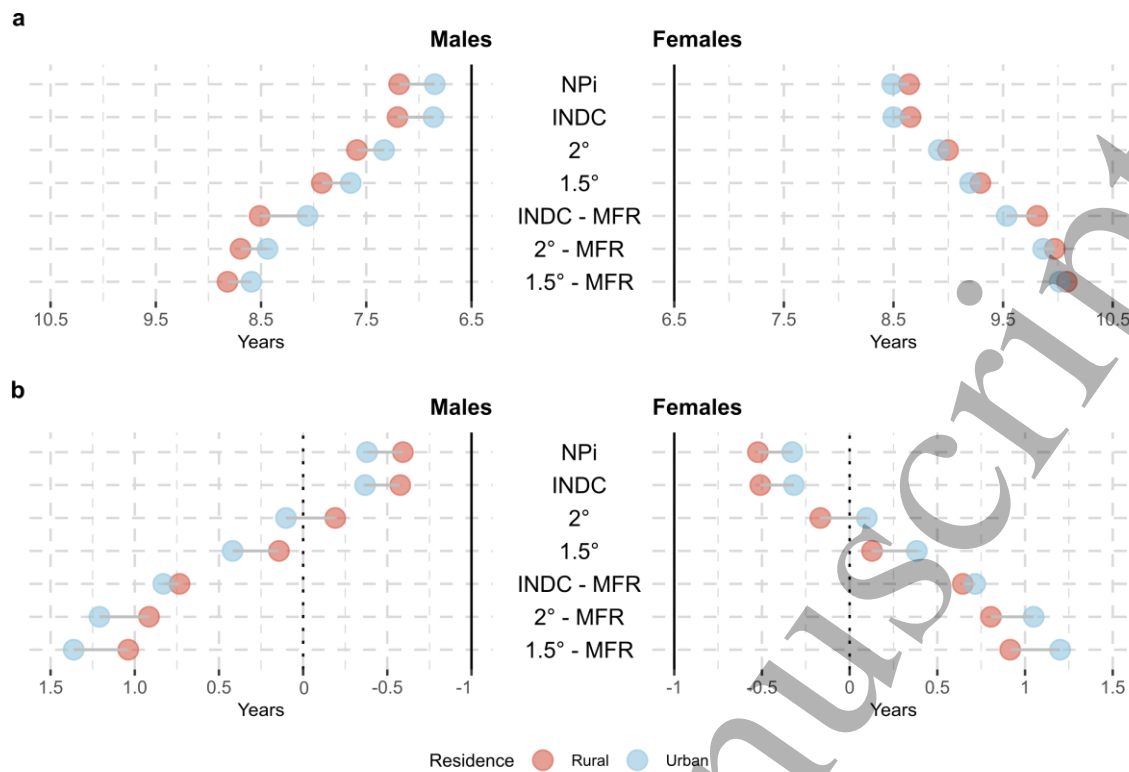 a
Males Females
NPi
INDC
2°
1.5°
INDC - MFR
2° - MFR
1.5° - MFR
10.5 9.5 8.5 7.5 6.5 6.5 7.5 8.5 9.5 10.5
Years Years
b
Males Females
NPi
INDC
2°
1.5°
INDC - MFR
2° - MFR
1.5° - MFR
1.5 1.0 0.5 0 -0.5 -1 -1 -0.5 0 0.5 1 1.5
Years Years
Residence Rural Urban